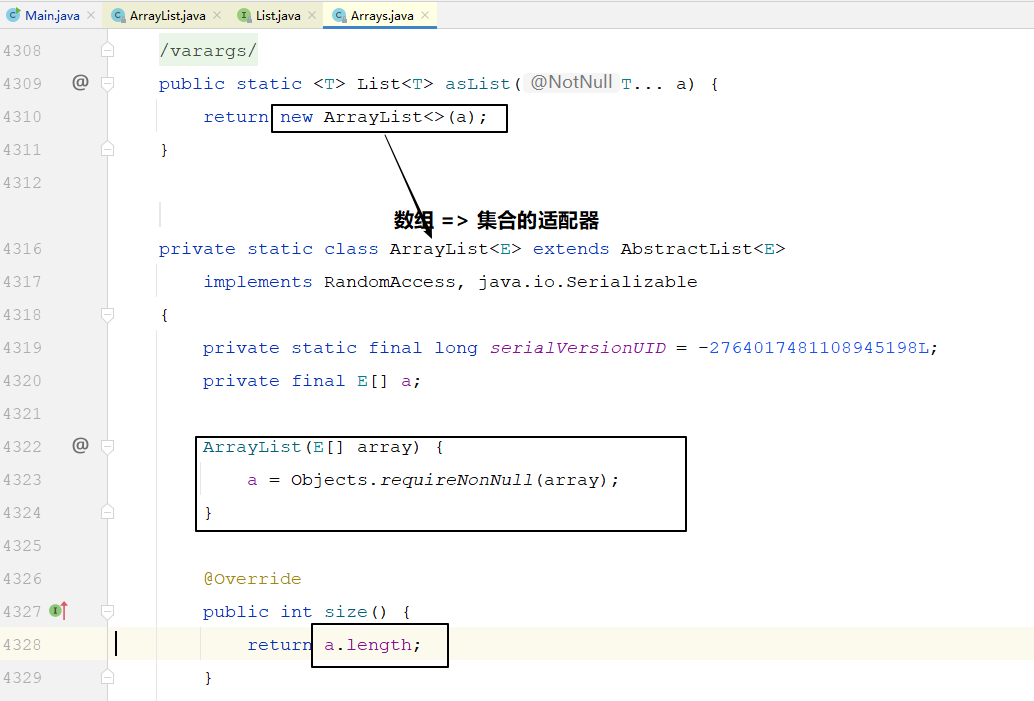 Main.java × ArrayList.java × List.java × Arrays.java ×
4308 /varargs/
4309 @ public static <T> List<T> asList( @NotNull T... a) {
4310 return new ArrayList<>(a);
4311 }
4312
数组 => 集合的适配器
4316 private static class ArrayList<E> extends AbstractList<E>
4317 implements RandomAccess, java.io.Serializable
4318 {
4319 private static final long serialVersionUID = -2764017481108945198L;
4320 private final E[] a;
4321
4322 @ ArrayList(E[] array) {
4323 a = Objects.requireNonNull(array);
4324 }
4325
4326 @Override
4327 public int size() {
4328 return a.length;
4329 }